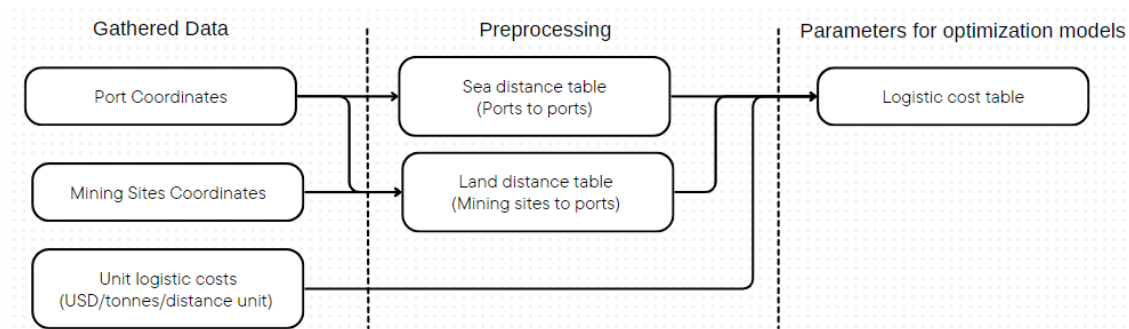 Gathered Data
Preprocessing
Parameters for optimization models
Port Coordinates
Sea distance table
(Ports to ports)
Logistic cost table
Mining Sites Coordinates
Land distance table
(Mining sites to ports)
Unit logistic costs
(USD/tonnes/distance unit)